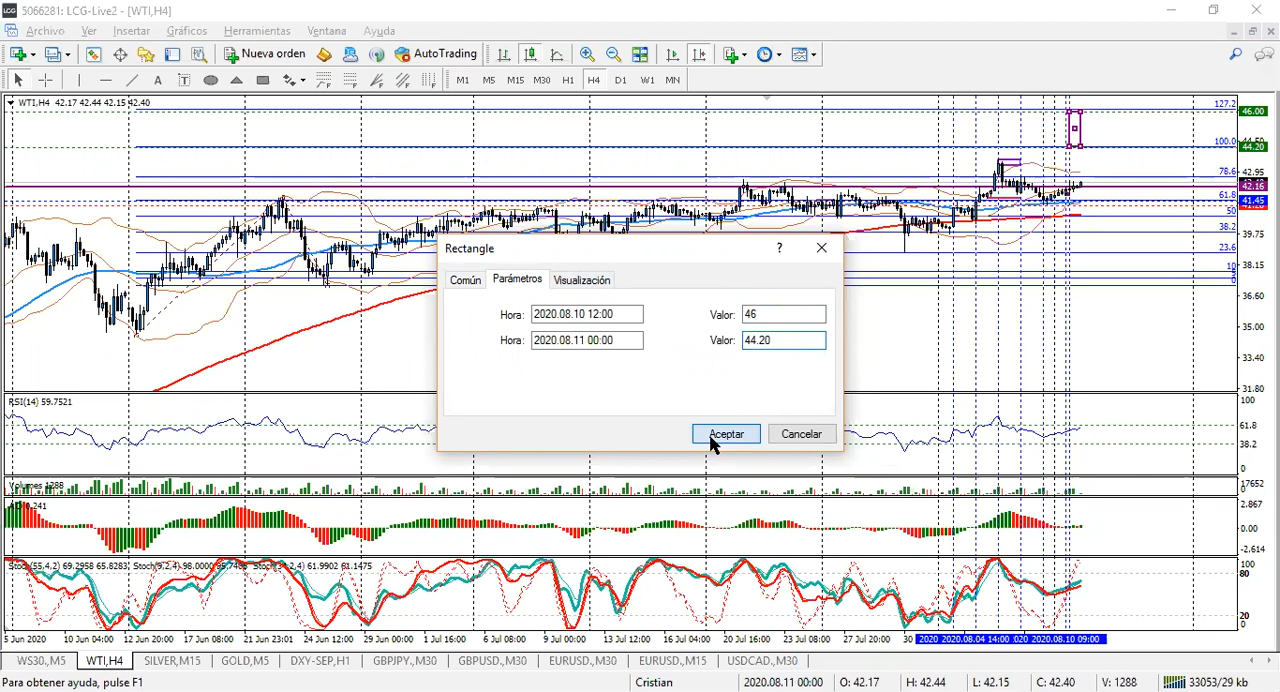 LCG 5066281: LCG-Live2 - [WTI,H4]
Archivo Ver Insertar Gráficos Herramientas Ventana Ayuda
Nueva orden AutoTrading
A T M1 M5 M15 M30 H1 H4 D1 W1 MN
WTI,H4 42.17 42.44 42.15 42.40
127.2 46.00
100.0 44.20
78.6 42.95
42.16
61.8 41.45
50
38.2 39.75
23.6
38.15
36.60
35.00
33.40
31.80
Rectangle ?
Común Parámetros Visualización
Hora: 2020.08.10 12:00 Valor: 46
Hora: 2020.08.11 00:00 Valor: 44.20
Aceptar Cancelar
RSI(14) 59.7521
100
61.8
38.2
0
Volumes 1288
17652
0
2.867
0.00
-2.614
Stoch(55,4,2) 69.2958 65.8283
100
80
20
0
5 Jun 2020 10 Jun 04:00 12 Jun 20:00 17 Jun 08:00 21 Jun 23:01 24 Jun 12:00 29 Jun 00:00 1 Jul 16:00 6 Jul 08:00 9 Jul 00:00 13 Jul 12:00 16 Jul 04:00 20 Jul 16:00 23 Jul 08:00 27 Jul 20:00 30 2020.08.04 14:00 2020.08.10 09:00
WS30.,M5 WTI,H4 SILVER,M15 GOLD,M5 DXY-SEP,H1 GBPJPY.,M30 GBPUSD.,M30 EURUSD.,M30 EURUSD.,M15 USDCAD.,M30
Para obtener ayuda, pulse F1 Cristian 2020.08.11 00:00 O: 42.17 H: 42.44 L: 42.15 C: 42.40 V: 1288 33053/29 kb